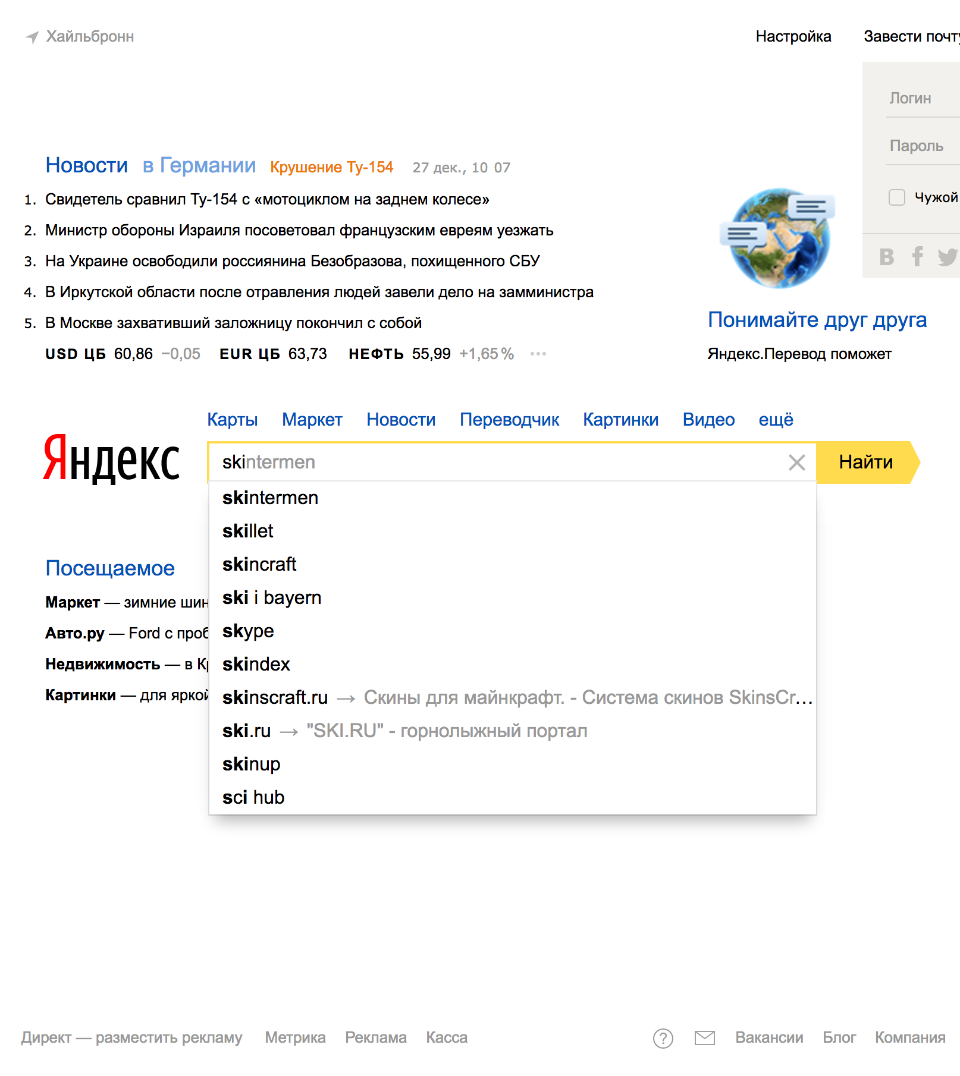 Хайльбронн
Настройка
Завести почту
Логин
Пароль
Чужой
Новости в Германии Крушение Ту-154 27 дек., 10 07
1. Свидетель сравнил Ту-154 с «мотоциклом на заднем колесе»
2. Министр обороны Израиля посоветовал французским евреям уезжать
3. На Украине освободили россиянина Безобразова, похищенного СБУ
4. В Иркутской области после отравления людей завели дело на замминистра
5. В Москве захвативший заложницу покончил с собой
USD ЦБ 60,86 −0,05 EUR ЦБ 63,73 НЕФТЬ 55,99 +1,65% •••
Понимайте друг друга
Яндекс.Перевод поможет
Карты Маркет Новости Переводчик Картинки Видео ещё
Яндекс
skintermen
Найти
skintermen
skillet
skincraft
ski i bayern
skype
skindex
skinscraft.ru → Скины для майнкрафт. - Система скинов SkinsCr...
ski.ru → "SKI.RU" - горнолыжный портал
skinup
sci hub
Посещаемое
Маркет — зимние шин
Авто.ру — Ford с проб
Недвижимость — в Кр
Картинки — для яркой
Директ — разместить рекламу Метрика Реклама Касса ? Вакансии Блог Компания